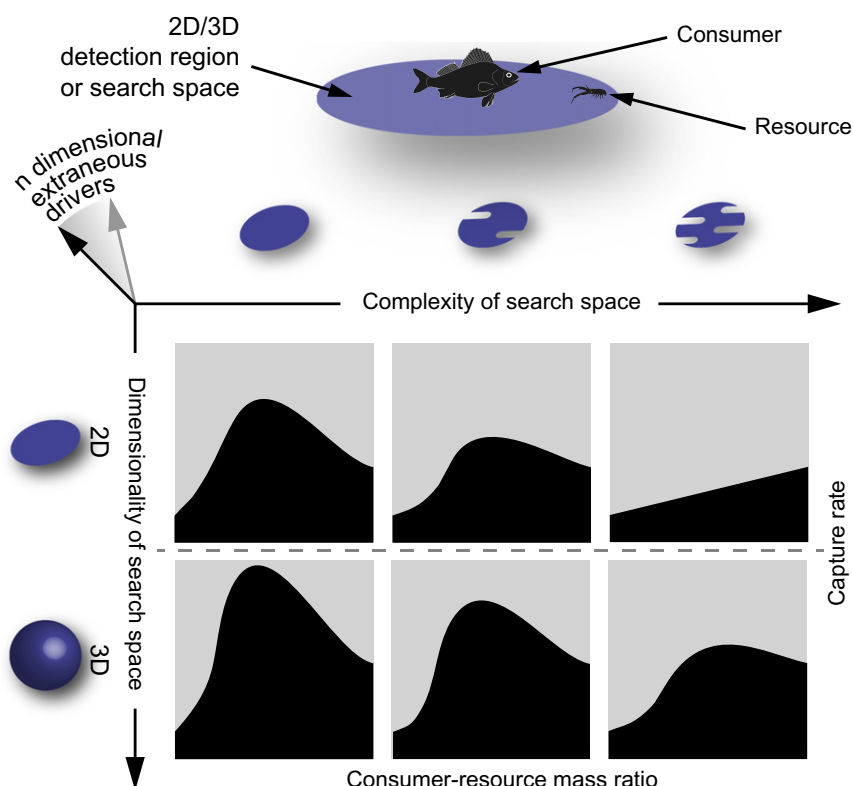 2D/3D
detection region
or search space
Consumer
Resource
n dimensional
extraneous
drivers
Complexity of search space
Dimensionality of search space
2D
3D
Capture rate
Consumer-resource mass ratio